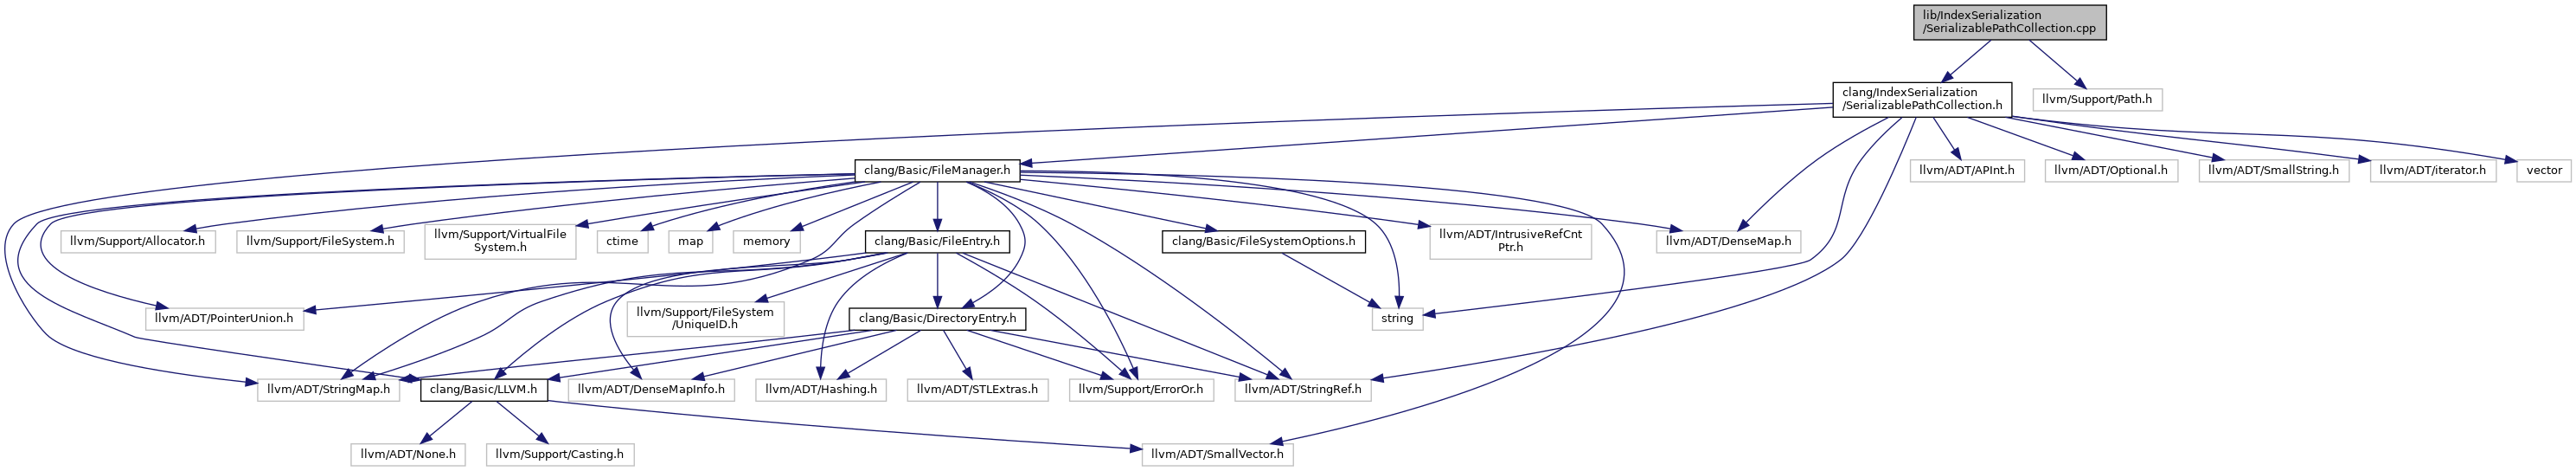 lib/IndexSerialization
/SerializablePathCollection.cpp
clang/IndexSerialization
/SerializablePathCollection.h
llvm/Support/Path.h
clang/Basic/FileManager.h
llvm/ADT/APInt.h
llvm/ADT/Optional.h
llvm/ADT/SmallString.h
llvm/ADT/iterator.h
vector
llvm/Support/Allocator.h
llvm/Support/FileSystem.h
llvm/Support/VirtualFile
System.h
ctime
map
memory
clang/Basic/FileEntry.h
clang/Basic/FileSystemOptions.h
llvm/ADT/IntrusiveRefCnt
Ptr.h
llvm/ADT/DenseMap.h
llvm/ADT/PointerUnion.h
llvm/Support/FileSystem
/UniqueID.h
clang/Basic/DirectoryEntry.h
string
llvm/ADT/StringMap.h
clang/Basic/LLVM.h
llvm/ADT/DenseMapInfo.h
llvm/ADT/Hashing.h
llvm/ADT/STLExtras.h
llvm/Support/ErrorOr.h
llvm/ADT/StringRef.h
llvm/ADT/None.h
llvm/Support/Casting.h
llvm/ADT/SmallVector.h